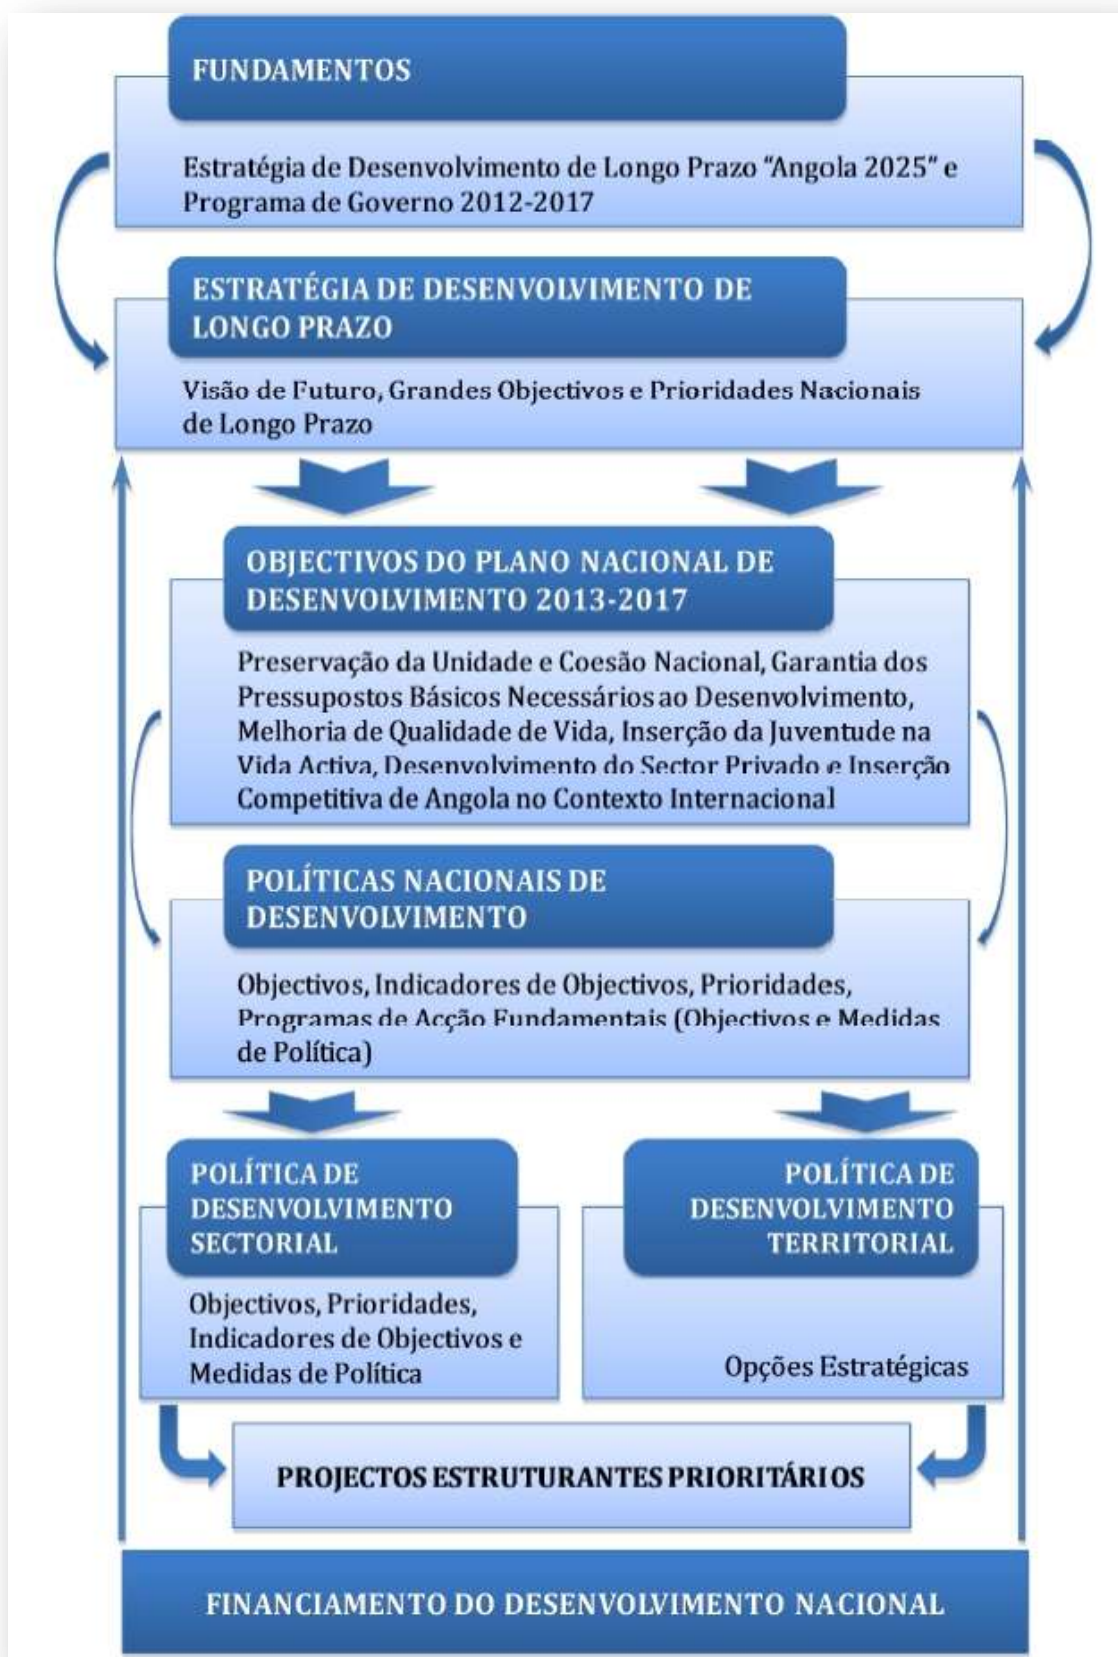 FUNDAMENTOS
Estratégia de Desenvolvimento de Longo Prazo “Angola 2025” e
Programa de Governo 2012-2017
ESTRATÉGIA DE DESENVOLVIMENTO DE
LONGO PRAZO
Visão de Futuro, Grandes Objectivos e Prioridades Nacionais
de Longo Prazo
OBJECTIVOS DO PLANO NACIONAL DE
DESENVOLVIMENTO 2013-2017
Preservação da Unidade e Coesão Nacional, Garantia dos
Pressupostos Básicos Necessários ao Desenvolvimento,
Melhoria de Qualidade de Vida, Inserção da Juventude na
Vida Activa, Desenvolvimento do Sector Privado e Inserção
Competitiva de Angola no Contexto Internacional
POLÍTICAS NACIONAIS DE
DESENVOLVIMENTO
Objectivos, Indicadores de Objectivos, Prioridades,
Programas de Acção Fundamentais (Objectivos e Medidas
de Política)
POLÍTICA DE
DESENVOLVIMENTO
SECTORIAL
Objectivos, Prioridades,
Indicadores de Objectivos e
Medidas de Política
POLÍTICA DE
DESENVOLVIMENTO
TERRITORIAL
Opções Estratégicas
PROJECTOS ESTRUTURANTES PRIORITÁRIOS
FINANCIAMENTO DO DESENVOLVIMENTO NACIONAL